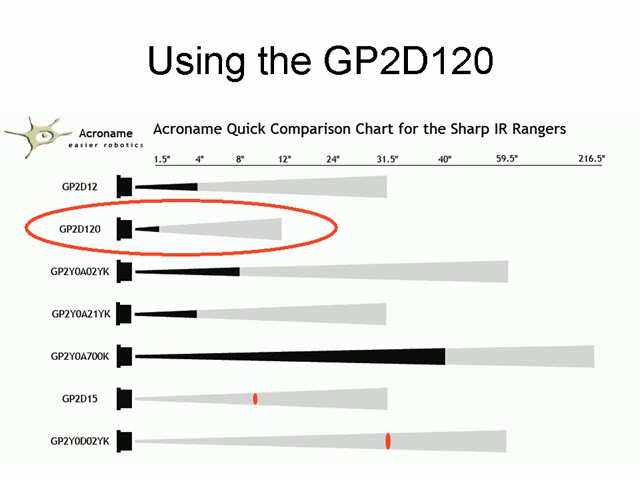 Using the GP2D120
Acroname
easier robotics
Acroname Quick Comparison Chart for the Sharp IR Rangers
1.5" 4" 8" 12" 24" 31.5" 40" 59.5" 216.5"
GP2D12
GP2D120
GP2Y0A02YK
GP2Y0A21YK
GP2Y0A700K
GP2D15
GP2Y0D02YK